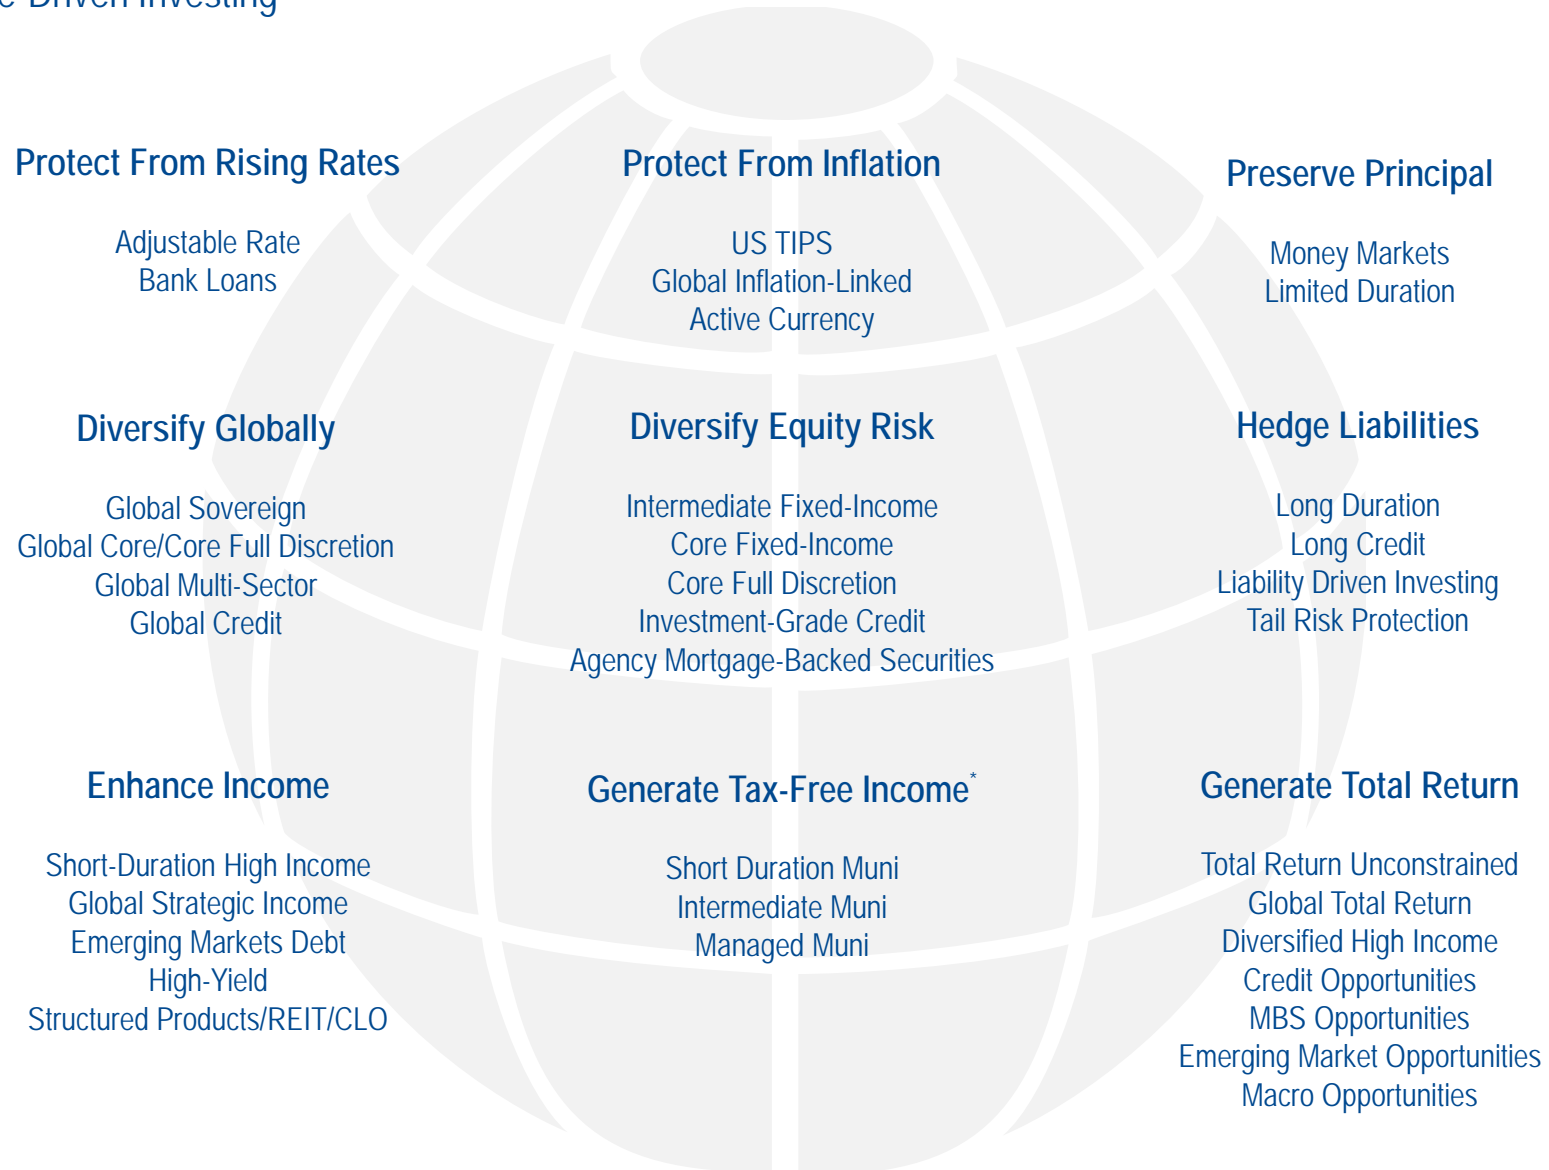 Driven Investing
Protect From Rising Rates
Adjustable Rate
Bank Loans
Protect From Inflation
US TIPS
Global Inflation-Linked
Active Currency
Preserve Principal
Money Markets
Limited Duration
Diversify Globally
Global Sovereign
Global Core/Core Full Discretion
Global Multi-Sector
Global Credit
Diversify Equity Risk
Intermediate Fixed-Income
Core Fixed-Income
Core Full Discretion
Investment-Grade Credit
Agency Mortgage-Backed Securities
Hedge Liabilities
Long Duration
Long Credit
Liability Driven Investing
Tail Risk Protection
Enhance Income
Short-Duration High Income
Global Strategic Income
Emerging Markets Debt
High-Yield
Structured Products/REIT/CLO
Generate Tax-Free Income*
Short Duration Muni
Intermediate Muni
Managed Muni
Generate Total Return
Total Return Unconstrained
Global Total Return
Diversified High Income
Credit Opportunities
MBS Opportunities
Emerging Market Opportunities
Macro Opportunities